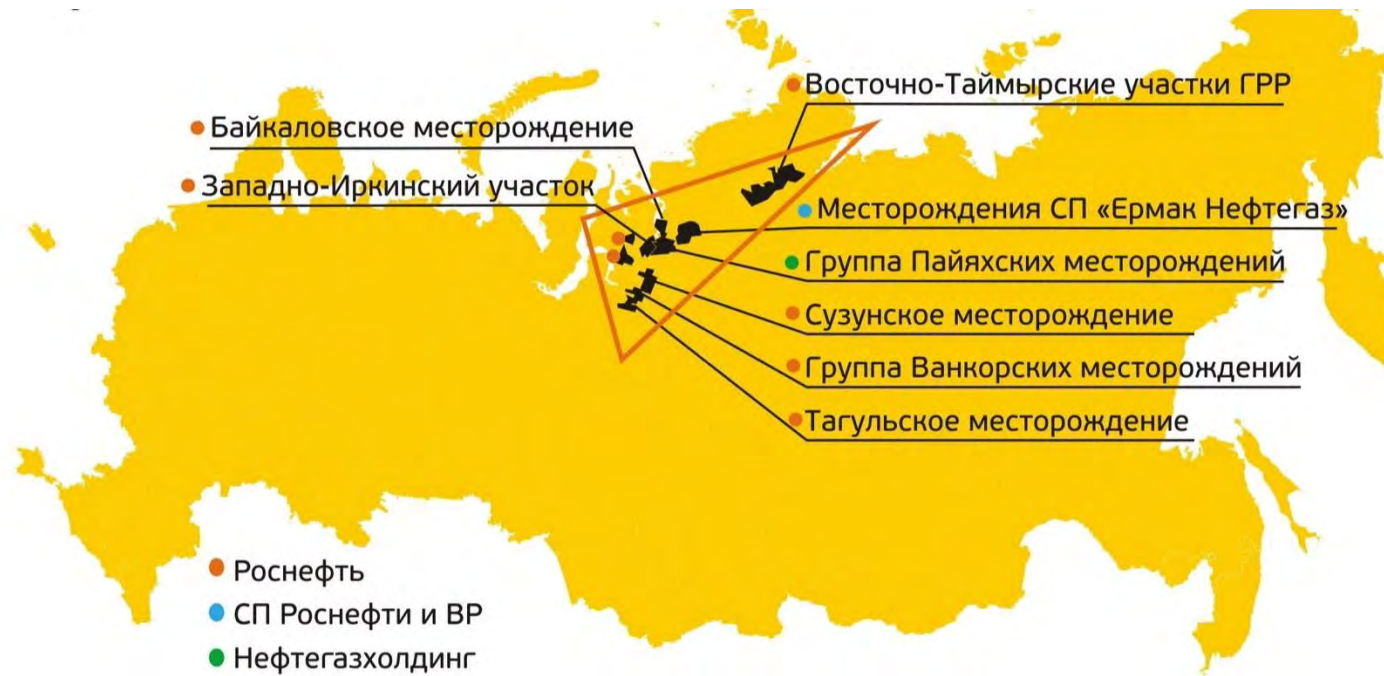 Восточно-Таймырские участки ГРР
Байкаловское месторождение
Западно-Иркинский участок
Месторождения СП «Ермак Нефтегаз»
Группа Пайяхских месторождений
Сузунское месторождение
Группа Ванкорских месторождений
Тагульское месторождение
Роснефть
СП Роснефти и ВР
Нефтегазхолдинг